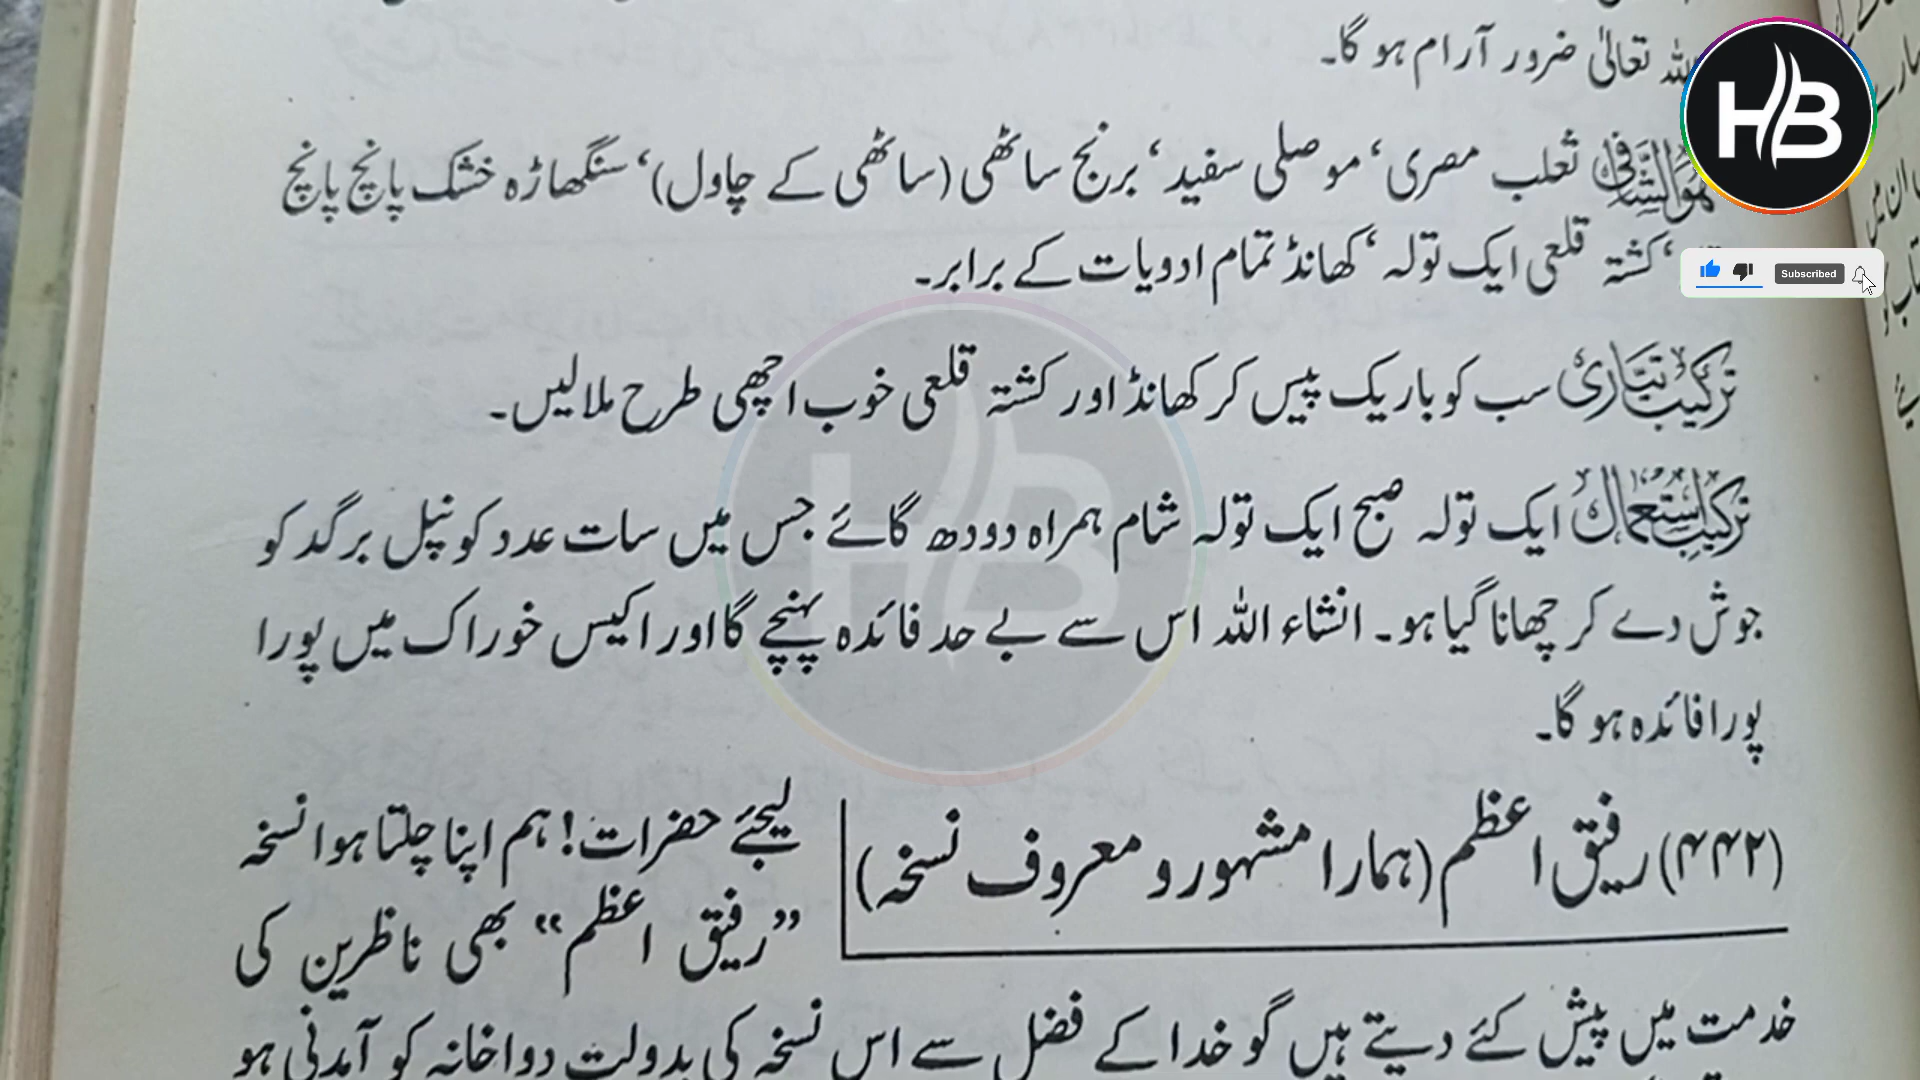 اللہ تعالیٰ ضرور آرام ہو گا۔
ھُوَالشَّافِی ثعلب مصری، موصلی سفید، برنج ساٹھی (ساٹھی کے چاول)، سنگھاڑہ خشک پانچ پانچ
، کشتہ قلعی ایک تولہ، کھانڈ تمام ادویات کے برابر۔
ترکیب تیاری سب کو باریک پیس کر کھانڈ اور کشتہ قلعی خوب اچھی طرح ملا لیں۔
ترکیب استعمال ایک تولہ صبح ایک تولہ شام ہمراہ دودھ گائے جس میں سات عدد کونپل برگد کو
جوش دے کر چھانا گیا ہو۔ انشاء اللہ اس سے بے حد فائدہ پہنچے گا اور اکیس خوراک میں پورا
پورا فائدہ ہو گا۔
(۴۴۲) رفیق اعظم (ہمارا مشہور و معروف نسخہ)
لیجئے حضرات! ہم اپنا چلتا ہوا نسخہ
”رفیق اعظم“ بھی ناظرین کی
خدمت میں پیش کئے دیتے ہیں گو خدا کے فضل سے اس نسخہ کی بدولت دواخانہ کو آمدنی ہو
HB
Subscribed
HB